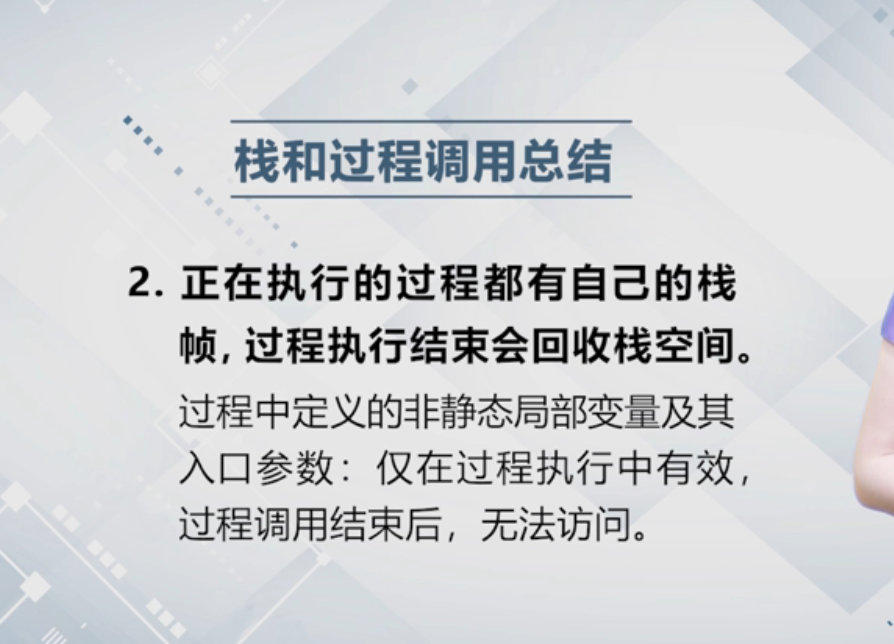 栈和过程调用总结
2. 正在执行的过程都有自己的栈
帧, 过程执行结束会回收栈空间。
过程中定义的非静态局部变量及其
入口参数：仅在过程执行中有效，
过程调用结束后，无法访问。